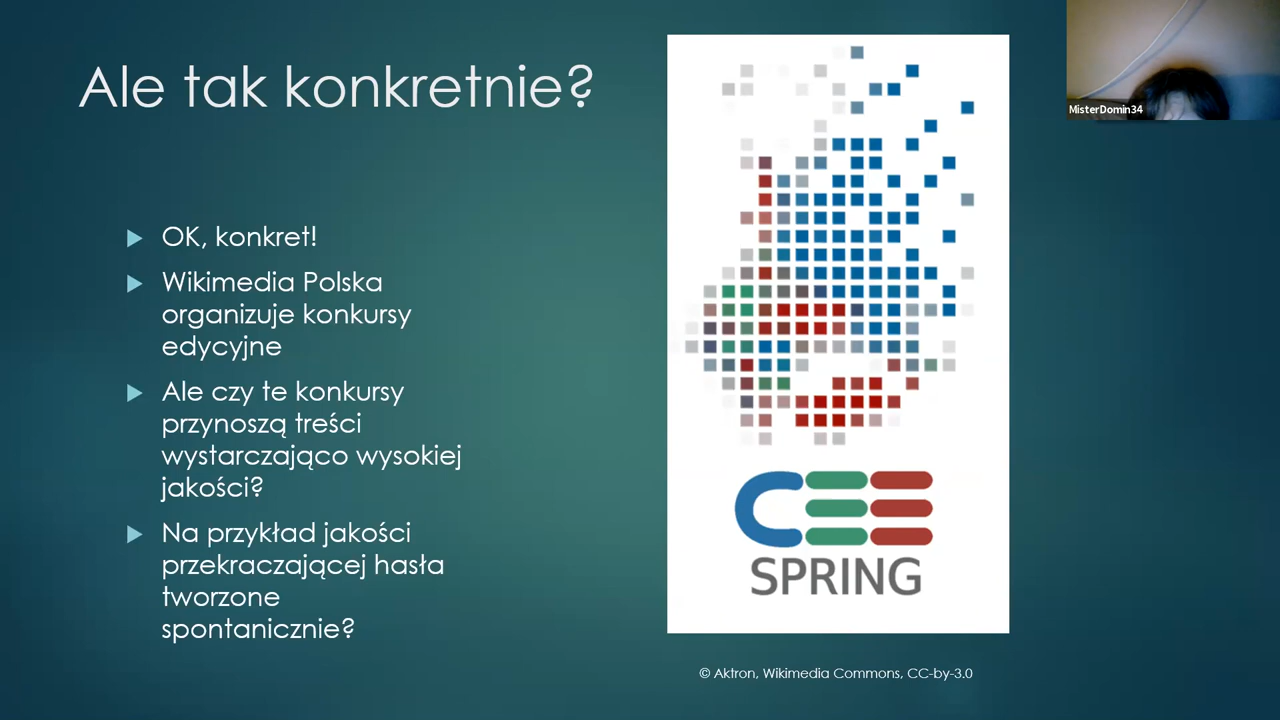 Ale tak konkretnie?
OK, konkret!
Wikimedia Polska
organizuje konkursy
edycyjne
Ale czy te konkursy
przynoszą treści
wystarczająco wysokiej
jakości?
Na przykład jakości
przekraczającej hasła
tworzone
spontanicznie?
CEE
SPRING
© Aktron, Wikimedia Commons, CC-by-3.0
MisterDomin34